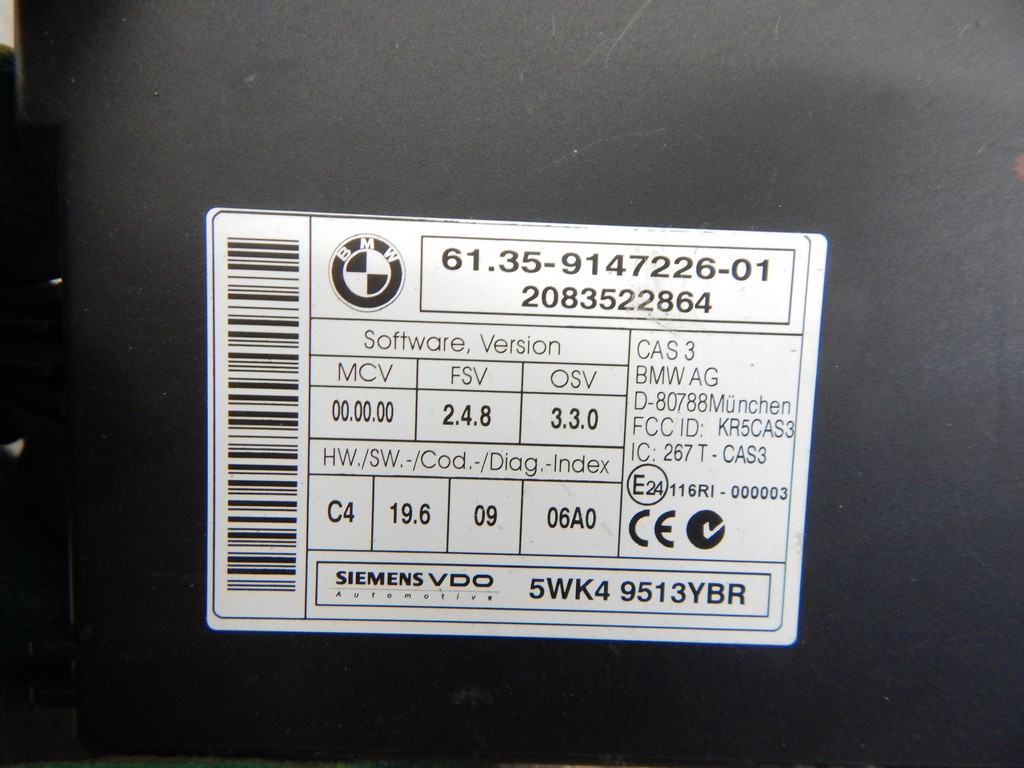 BMW
61.35-9147226-01
2083522864
Software, Version
MCV FSV OSV
00.00.00 2.4.8 3.3.0
HW./SW.-/Cod.-/Diag.-Index
C4 19.6 09 06A0
CAS 3
BMW AG
D-80788München
FCC ID: KR5CAS3
IC: 267 T - CAS3
E24 116RI - 000003
CE
SIEMENS VDO
Automotive
5WK4 9513YBR